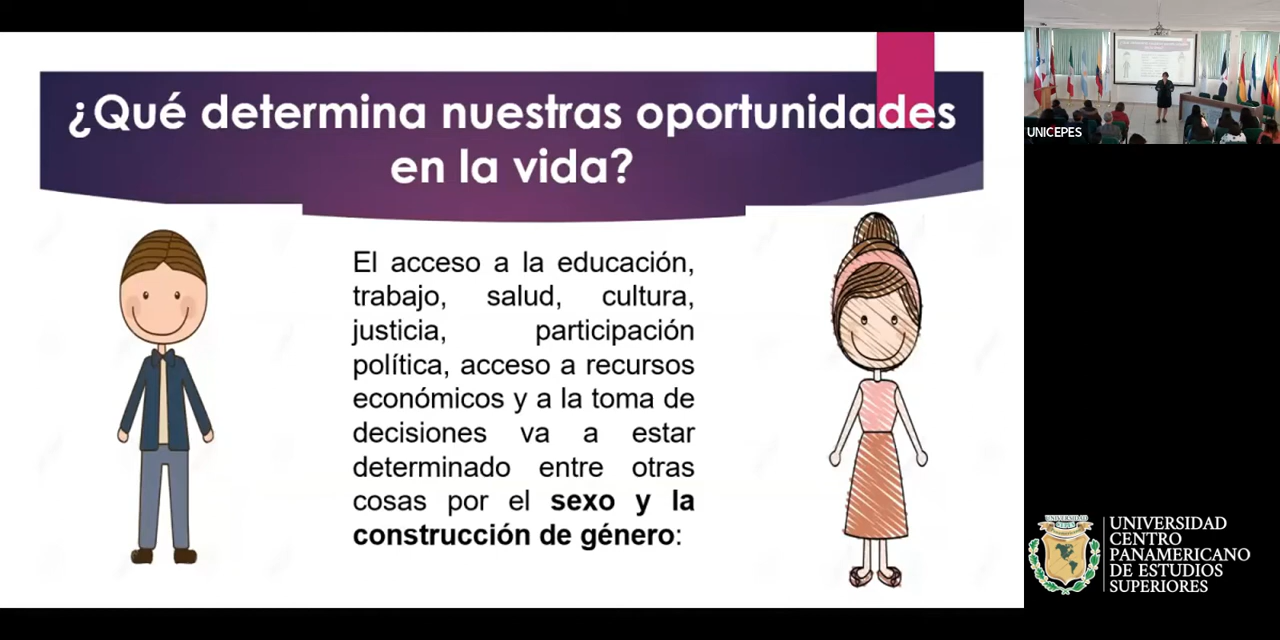 ¿Qué determina nuestras oportunidades
en la vida?
El acceso a la educación,
trabajo, salud, cultura,
justicia, participación
política, acceso a recursos
económicos y a la toma de
decisiones va a estar
determinado entre otras
cosas por el sexo y la
construcción de género:
UNICEPES
UNIVERSIDAD
CENTRO
PANAMERICANO
DE ESTUDIOS
SUPERIORES